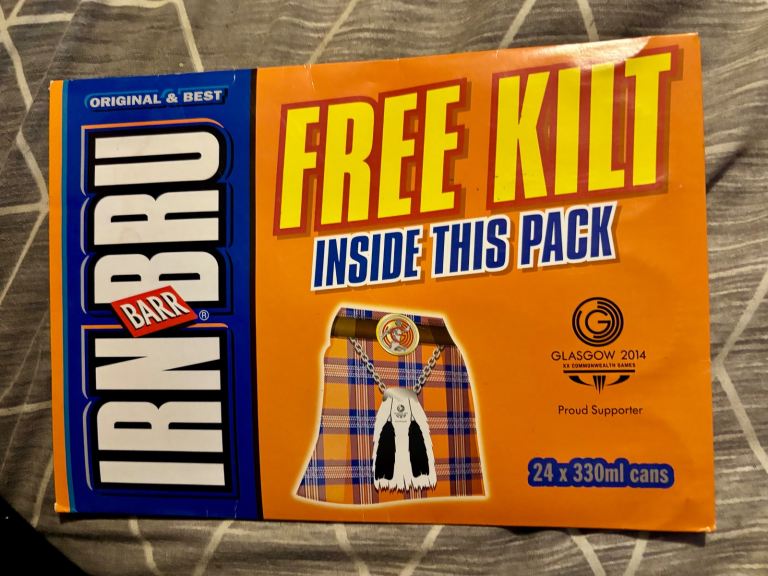 ORIGINAL & BEST
IRN BRU
BARR
®
FREE KILT
INSIDE THIS PACK
GLASGOW 2014
XX COMMONWEALTH GAMES
Proud Supporter
24 x 330ml cans